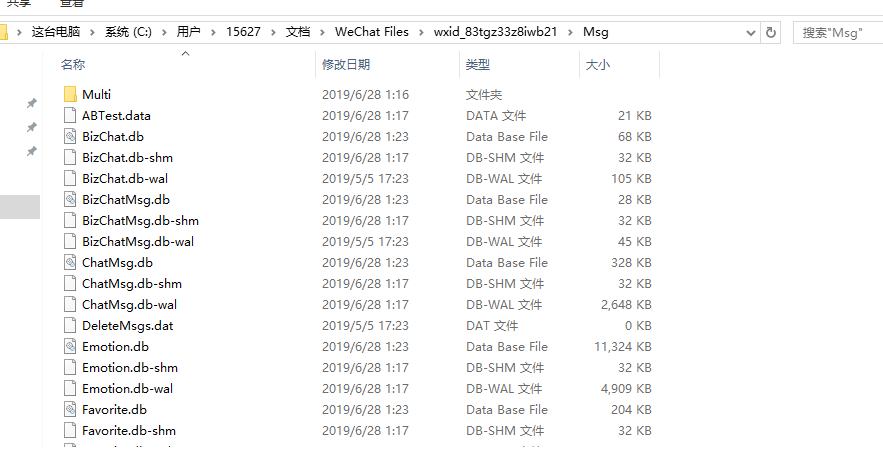 共享 查看
这台电脑 > 系统 (C:) > 用户 > 15627 > 文档 > WeChat Files > wxid_83tgz33z8iwb21 > Msg 搜索"Msg"
名称 修改日期 类型 大小
Multi 2019/6/28 1:16 文件夹
ABTest.data 2019/6/28 1:17 DATA 文件 21 KB
BizChat.db 2019/6/28 1:23 Data Base File 68 KB
BizChat.db-shm 2019/6/28 1:17 DB-SHM 文件 32 KB
BizChat.db-wal 2019/5/5 17:23 DB-WAL 文件 105 KB
BizChatMsg.db 2019/6/28 1:23 Data Base File 28 KB
BizChatMsg.db-shm 2019/6/28 1:17 DB-SHM 文件 32 KB
BizChatMsg.db-wal 2019/5/5 17:23 DB-WAL 文件 45 KB
ChatMsg.db 2019/6/28 1:23 Data Base File 328 KB
ChatMsg.db-shm 2019/6/28 1:17 DB-SHM 文件 32 KB
ChatMsg.db-wal 2019/6/28 1:17 DB-WAL 文件 2,648 KB
DeleteMsgs.dat 2019/5/5 17:23 DAT 文件 0 KB
Emotion.db 2019/6/28 1:23 Data Base File 11,324 KB
Emotion.db-shm 2019/6/28 1:17 DB-SHM 文件 32 KB
Emotion.db-wal 2019/6/28 1:17 DB-WAL 文件 4,909 KB
Favorite.db 2019/6/28 1:23 Data Base File 204 KB
Favorite.db-shm 2019/6/28 1:17 DB-SHM 文件 32 KB